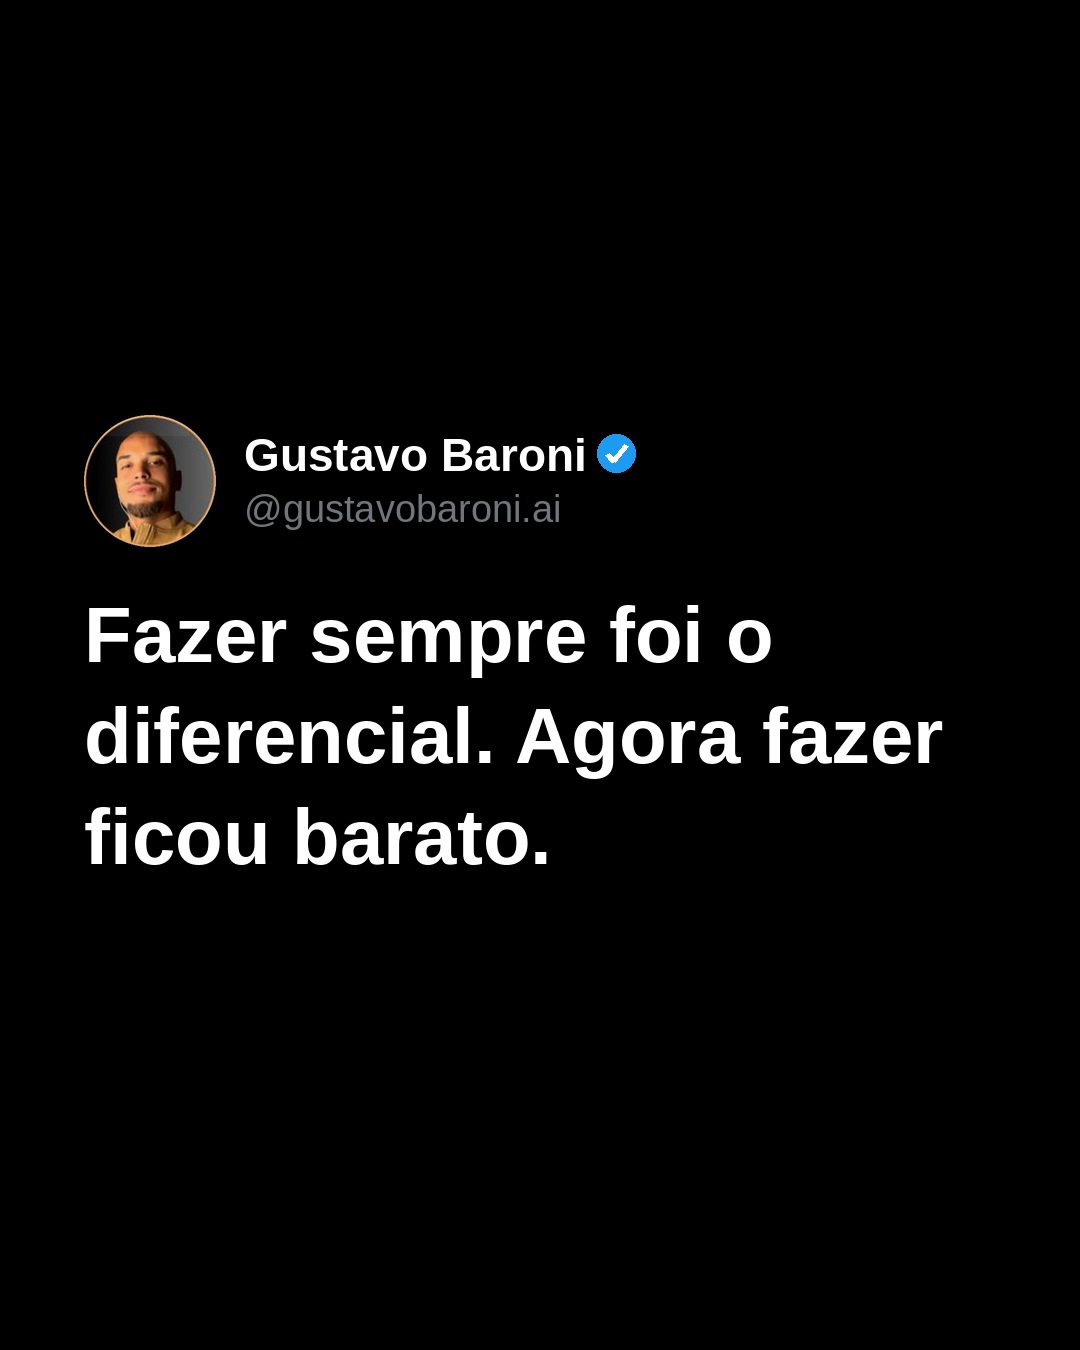 Gustavo Baroni
@gustavobaroni.ai
Fazer sempre foi o
diferencial. Agora fazer
ficou barato.